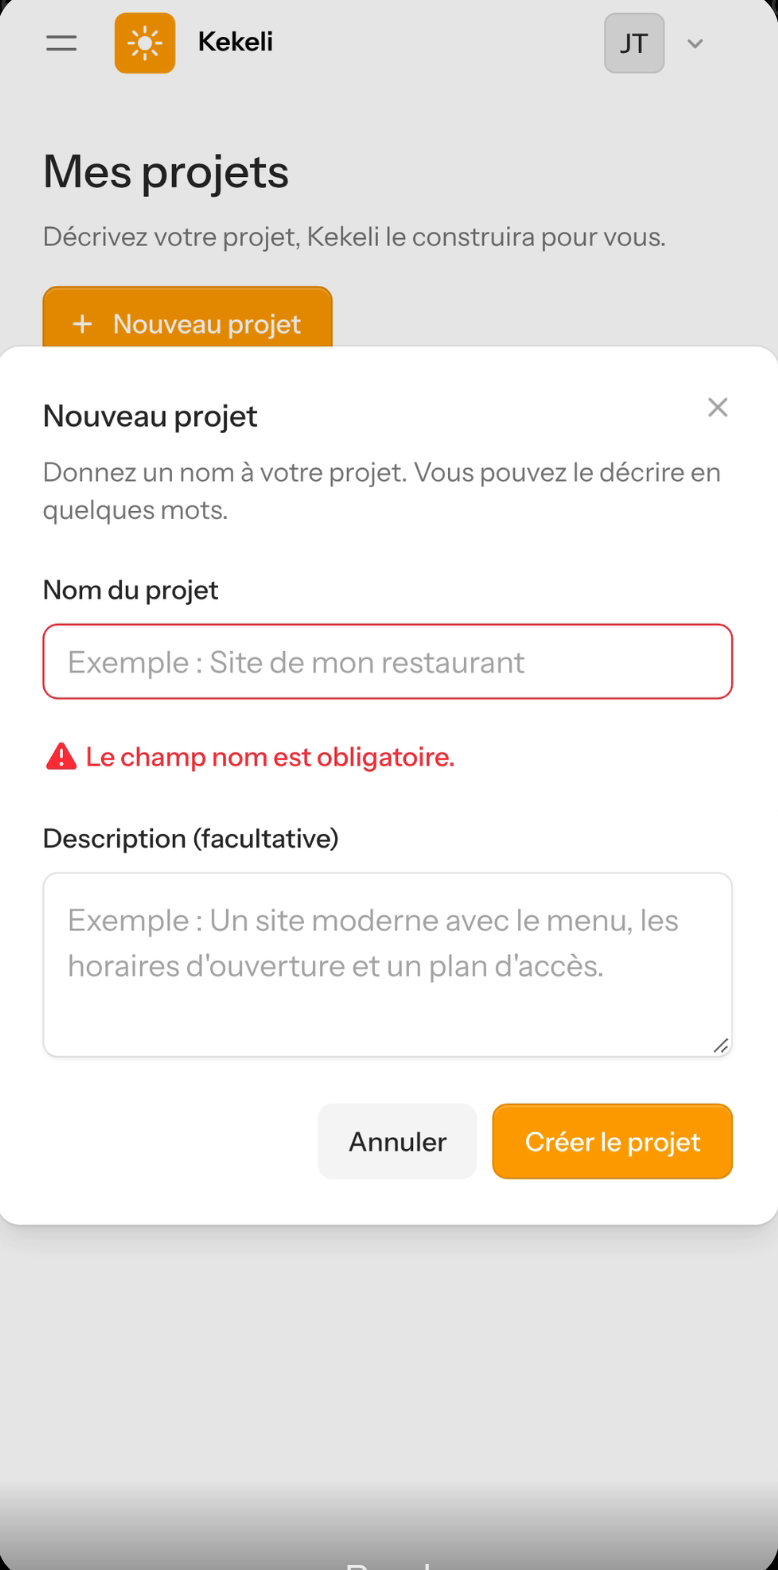 Kekeli
JT
Mes projets
Décrivez votre projet, Kekeli le construira pour vous.
+ Nouveau projet
Nouveau projet
Donnez un nom à votre projet. Vous pouvez le décrire en
quelques mots.
Nom du projet
Exemple : Site de mon restaurant
Le champ nom est obligatoire.
Description (facultative)
Exemple : Un site moderne avec le menu, les
horaires d'ouverture et un plan d'accès.
Annuler
Créer le projet